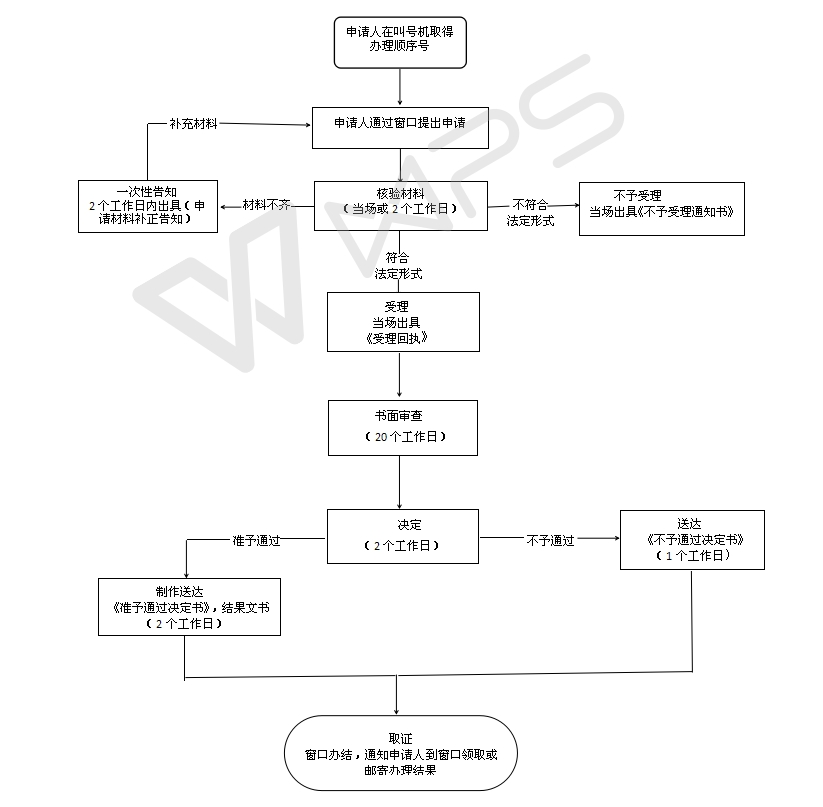 申请人在叫号机取得
办理顺序号
补充材料
申请人通过窗口提出申请
一次性告知
2个工作日内出具(申
请材料补正告知)
材料不齐
核验材料
(当场或2个工作日)
不符合
法定形式
不予受理
当场出具《不予受理通知书》
符合
法定形式
受理
当场出具
《受理回执》
书面审查
(20个工作日)
准予通过
决定
(2个工作日)
不予通过
送达
《不予通过决定书》
(1个工作日)
制作送达
《准予通过决定书》,结果文书
(2个工作日)
取证
窗口办结,通知申请人到窗口领取或
邮寄办理结果
WPS